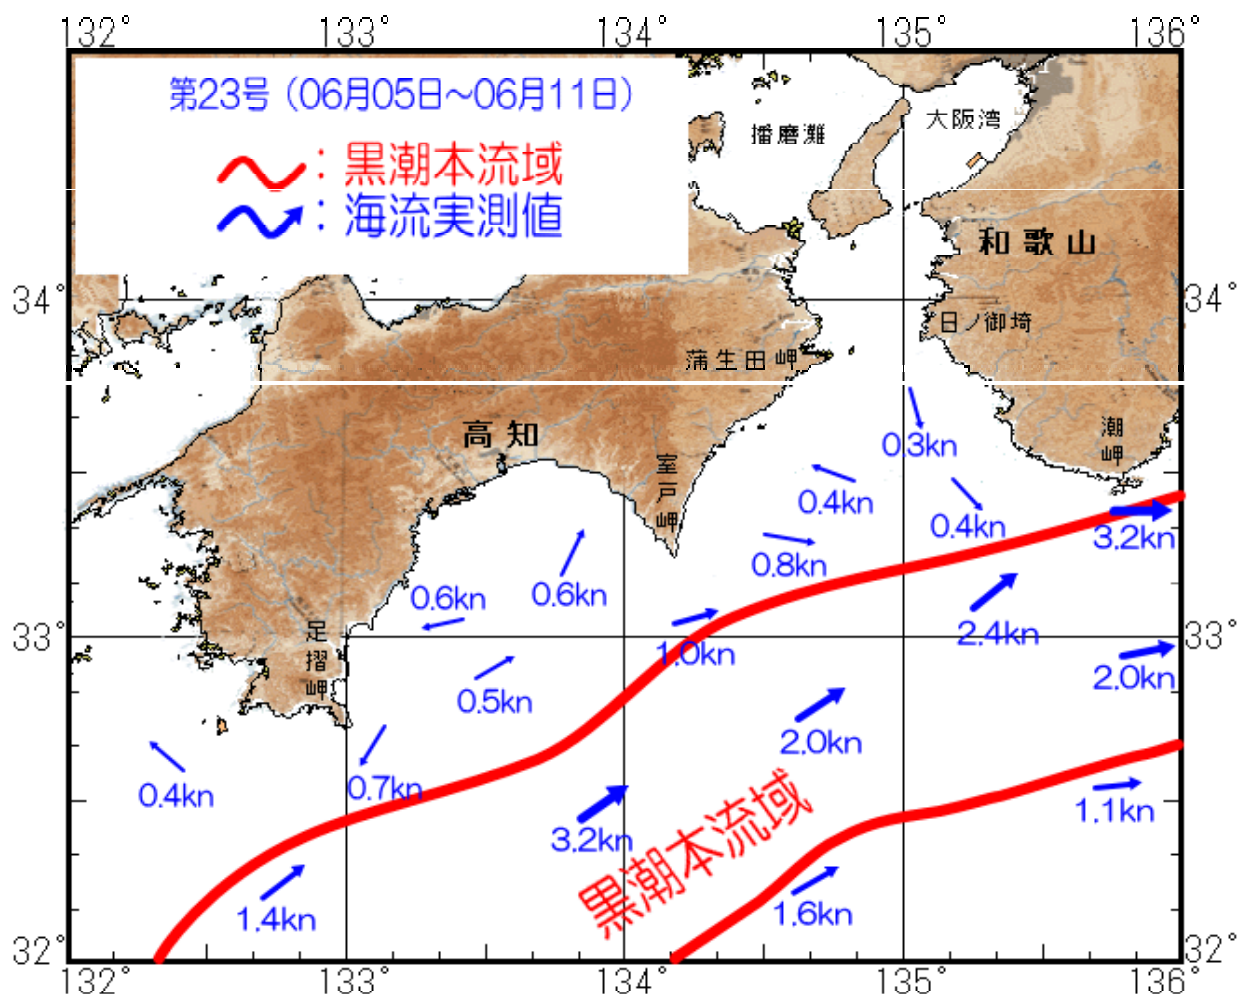 132° 133° 134° 135° 136°
第23号（06月05日～06月11日）
：黒潮本流域
：海流実測値
播磨灘
大阪湾
和歌山
34° 34°
日ノ御埼
蒲生田岬
高知
室戸岬
潮岬
0.3kn
0.4kn
0.4kn
3.2kn
0.8kn
0.6kn
0.6kn
足摺岬
33° 33°
1.0kn
2.4kn
2.0kn
0.5kn
2.0kn
0.4kn
0.7kn
1.1kn
3.2kn
黒潮本流域
1.4kn
1.6kn
32° 32°
132° 133° 134° 135° 136°